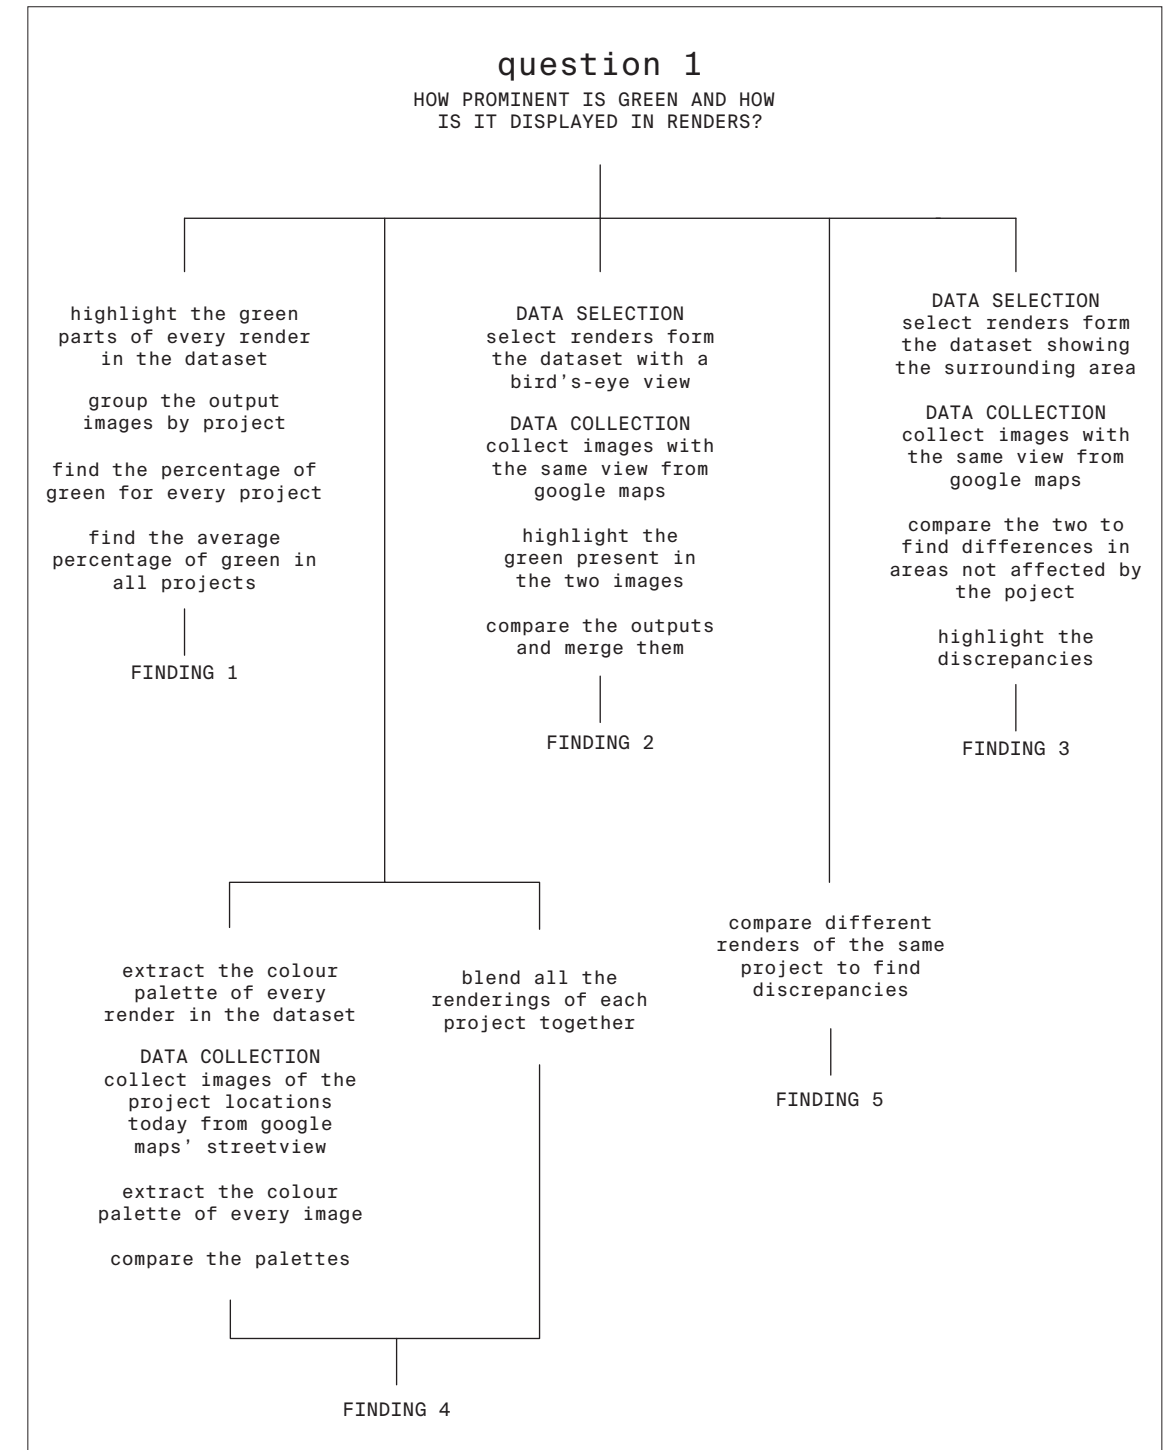 question 1
HOW PROMINENT IS GREEN AND HOW
IS IT DISPLAYED IN RENDERS?
highlight the green
parts of every render
in the dataset
group the output
images by project
find the percentage of
green for every project
find the average
percentage of green in
all projects
FINDING 1
DATA SELECTION
select renders form
the dataset with a
bird's-eye view
DATA COLLECTION
collect images with
the same view from
google maps
highlight the
green present in
the two images
compare the outputs
and merge them
FINDING 2
DATA SELECTION
select renders form
the dataset showing
the surrounding area
DATA COLLECTION
collect images with
the same view from
google maps
compare the two to
find differences in
areas not affected by
the poject
highlight the
discrepancies
FINDING 3
extract the colour
palette of every
render in the dataset
DATA COLLECTION
collect images of the
project locations
today from google
maps' streetview
extract the colour
palette of every image
compare the palettes
blend all the
renderings of each
project together
FINDING 4
compare different
renders of the same
project to find
discrepancies
FINDING 5